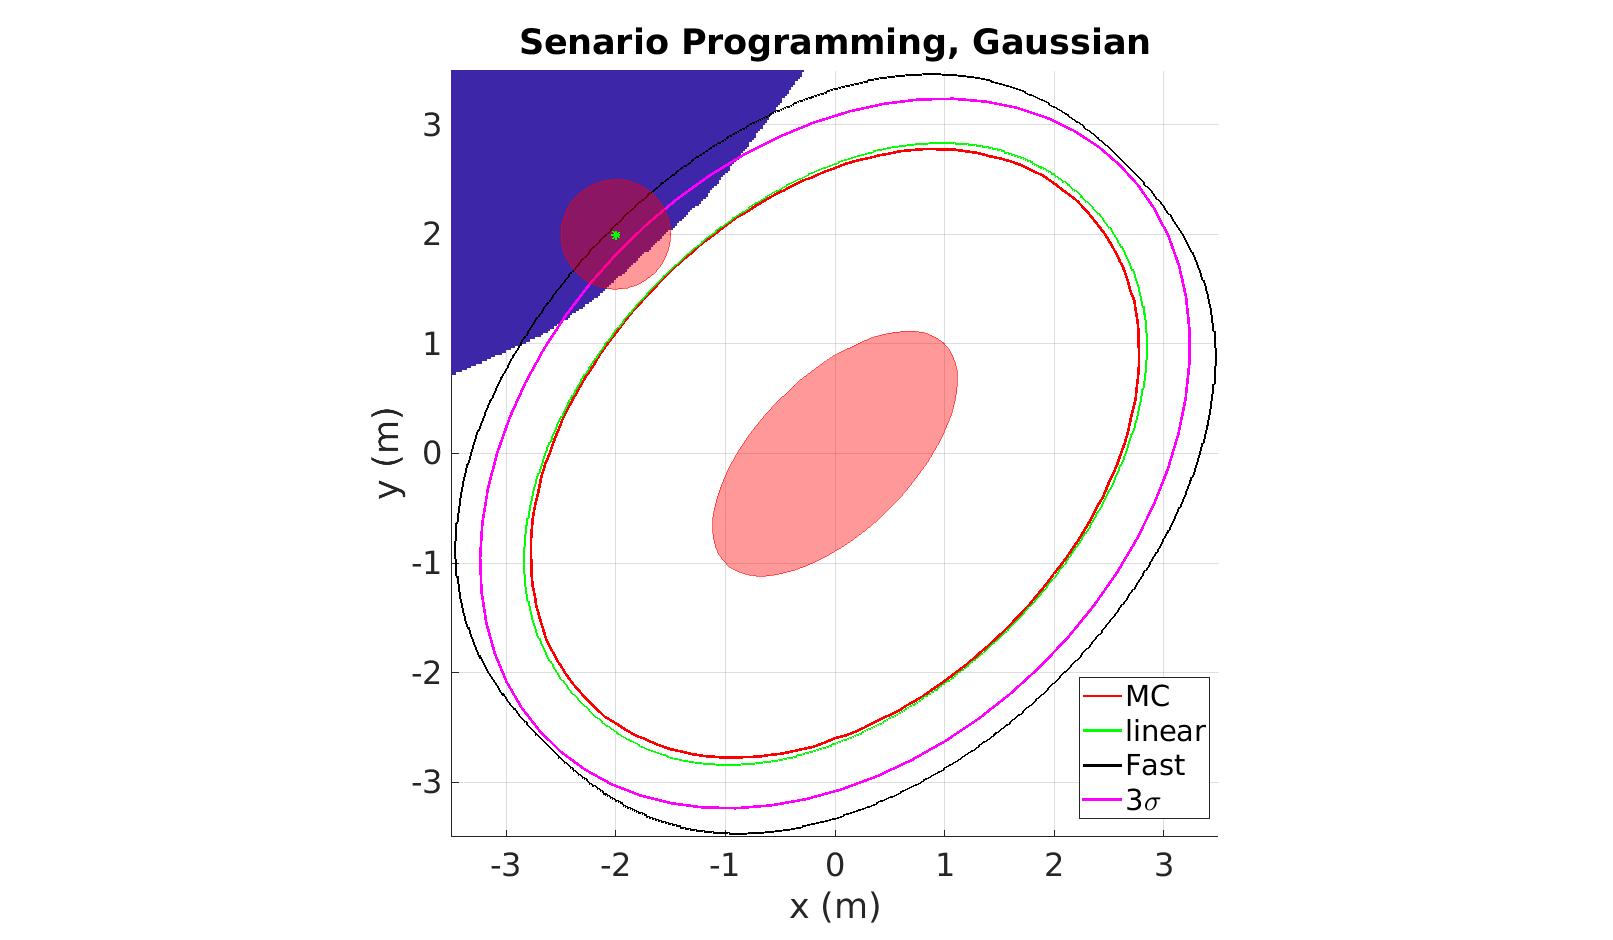 Senario Programming, Gaussian
3
2
1
0
-1
-2
-3
y (m)
-3 -2 -1 0 1 2 3
x (m)
MC
linear
Fast
3σ